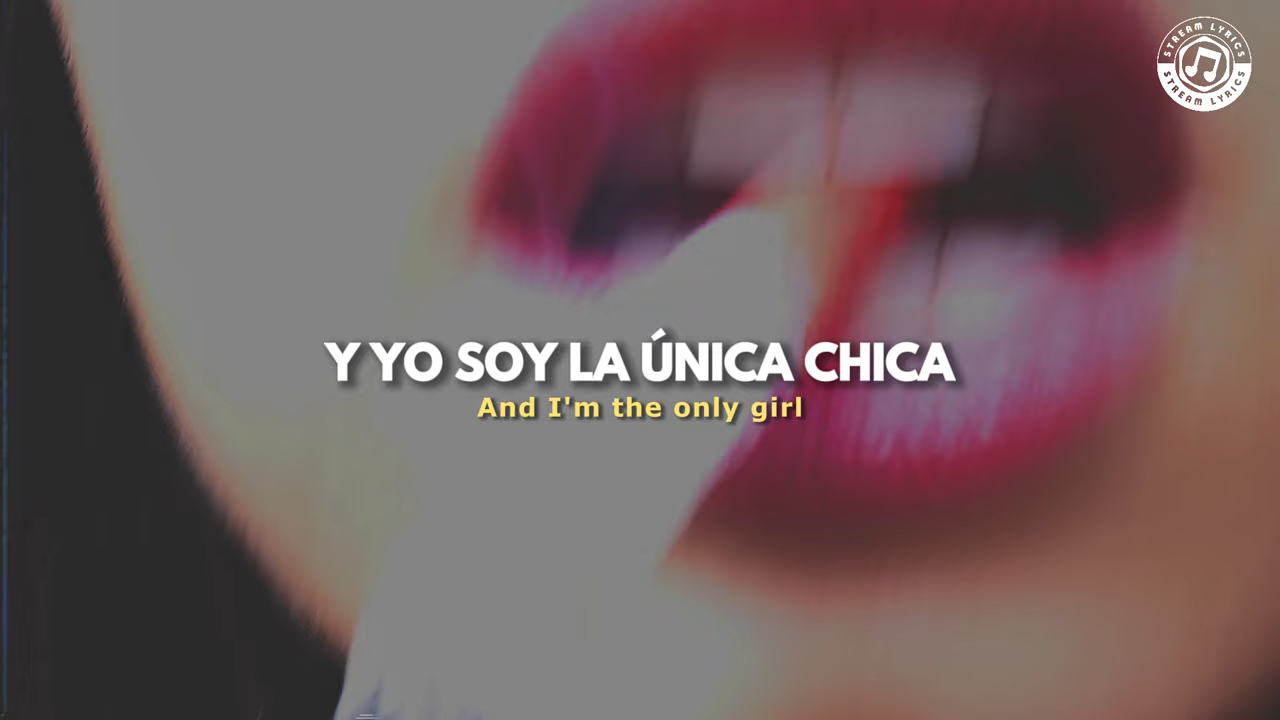 STREAM LYRICS
STREAM LYRICS
Y YO SOY LA ÚNICA CHICA
And I'm the only girl